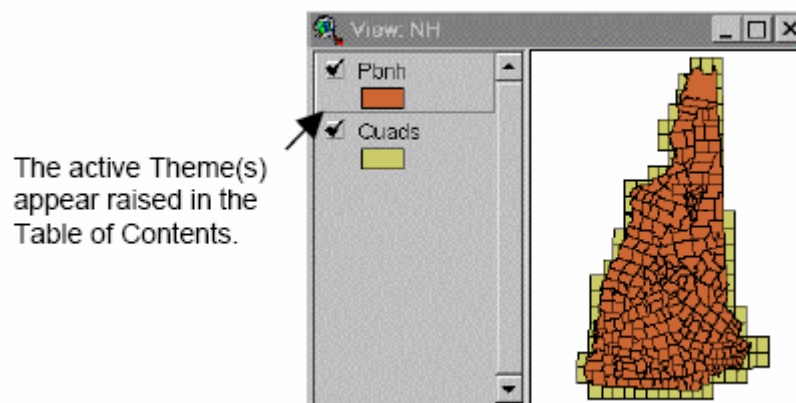 View: NH
Pbnh
Quads
The active Theme(s)
appear raised in the
Table of Contents.